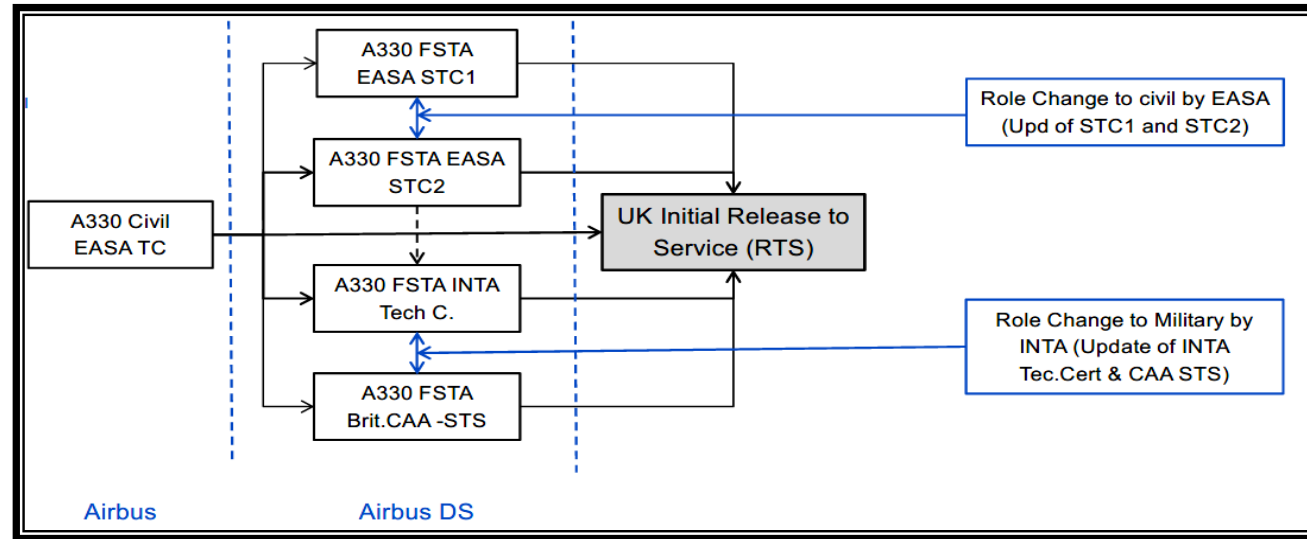 A330 FSTA
EASA STC1
Role Change to civil by EASA
(Upd of STC1 and STC2)
A330 FSTA EASA
STC2
A330 Civil
EASA TC
UK Initial Release to
Service (RTS)
A330 FSTA INTA
Tech C.
Role Change to Military by
INTA (Update of INTA
Tec.Cert & CAA STS)
A330 FSTA
Brit.CAA -STS
Airbus
Airbus DS